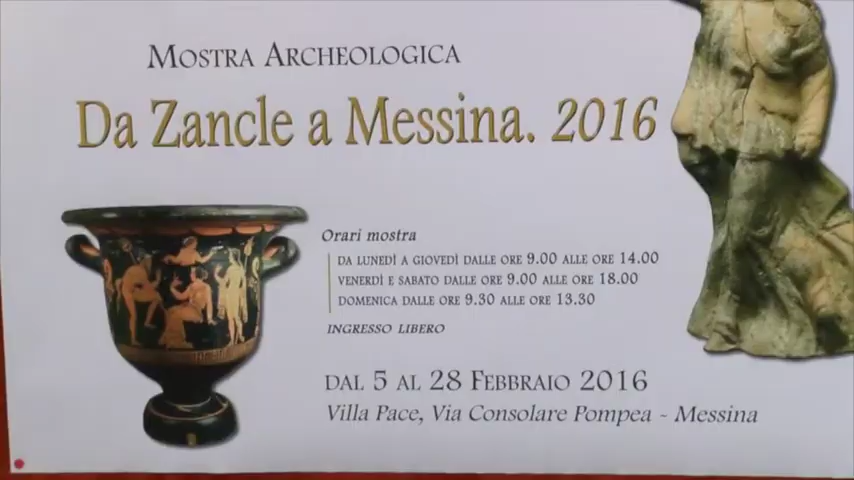 MOSTRA ARCHEOLOGICA
Da Zancle a Messina. 2016
Orari mostra
DA LUNEDÌ A GIOVEDÌ DALLE ORE 9.00 ALLE ORE 14.00
VENERDÌ E SABATO DALLE ORE 9.00 ALLE ORE 18.00
DOMENICA DALLE ORE 9.30 ALLE ORE 13.30
INGRESSO LIBERO
DAL 5 AL 28 FEBBRAIO 2016
Villa Pace, Via Consolare Pompea - Messina